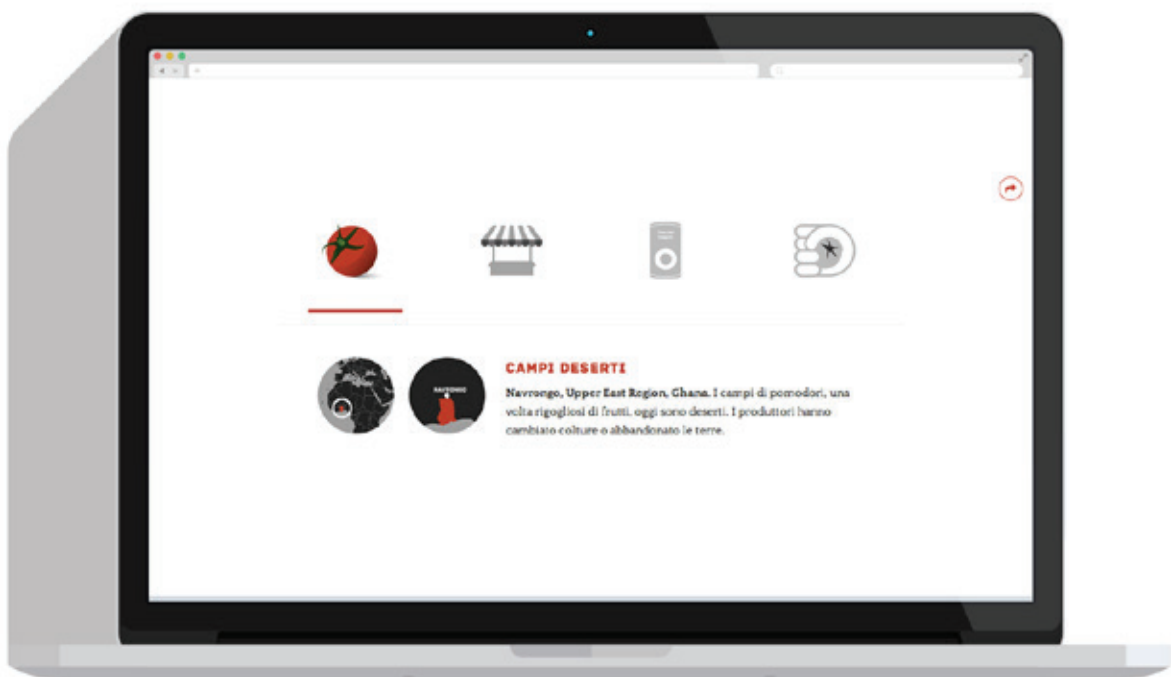 NAVRONGO
CAMPI DESERTI
Navrongo, Upper East Region, Ghana. I campi di pomodori, una
volta rigogliosi di frutti, oggi sono deserti. I produttori hanno
cambiato colture o abbandonato le terre.